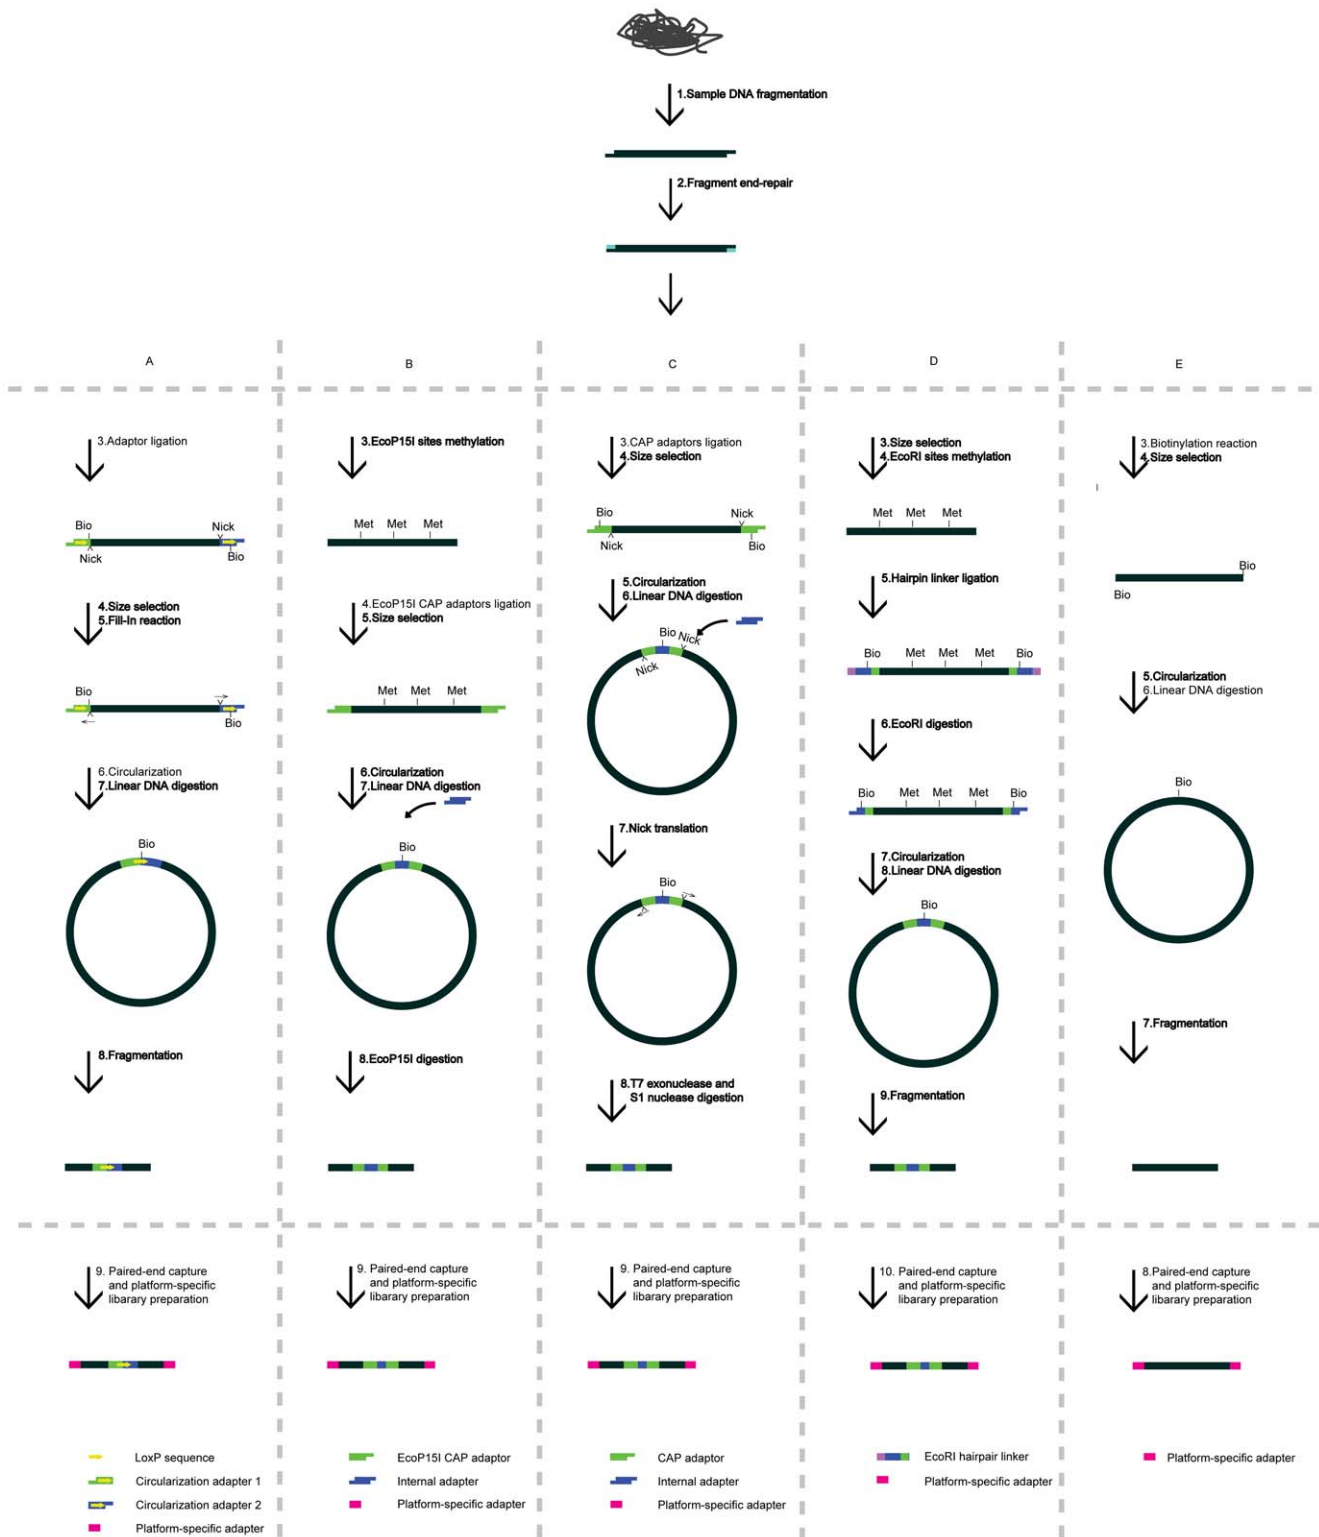 1.Sample DNA fragmentation
2.Fragment end-repair
A
B
C
D
E
3.Adaptor ligation
Bio
Nick
Nick
Bio
4.Size selection
5.Fill-In reaction
Bio
Bio
6.Circularization
7.Linear DNA digestion
Bio
8.Fragmentation
9. Paired-end capture
and platform-specific
libarary preparation
LoxP sequence
Circularization adapter 1
Circularization adapter 2
Platform-specific adapter
3.EcoP15I sites methylation
Met Met Met
4.EcoP15I CAP adaptors ligation
5.Size selection
Met Met Met
6.Circularization
7.Linear DNA digestion
Bio
8.EcoP15I digestion
9. Paired-end capture
and platform-specific
libarary preparation
EcoP15I CAP adaptor
Internal adapter
Platform-specific adapter
3.CAP adaptors ligation
4.Size selection
Bio
Nick
Nick
Bio
5.Circularization
6.Linear DNA digestion
Bio Nick
Nick
7.Nick translation
Bio
8.T7 exonuclease and
S1 nuclease digestion
9. Paired-end capture
and platform-specific
libarary preparation
CAP adaptor
Internal adapter
Platform-specific adapter
3.Size selection
4.EcoRI sites methylation
Met Met Met
5.Hairpin linker ligation
Bio Met Met Met Bio
6.EcoRI digestion
Bio Met Met Met Bio
7.Circularization
8.Linear DNA digestion
Bio
9.Fragmentation
10. Paired-end capture
and platform-specific
libarary preparation
EcoRI hairpair linker
Platform-specific adapter
3.Biotinylation reaction
4.Size selection
Bio
Bio
5.Circularization
6.Linear DNA digestion
Bio
7.Fragmentation
8.Paired-end capture
and platform-specific
libarary preparation
Platform-specific adapter